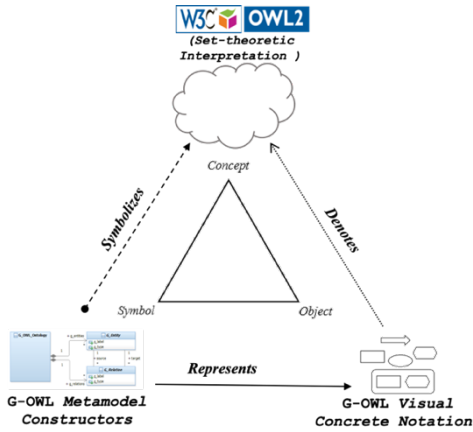 W3C OWL2
(Set-theoretic
Interpretation )
Concept
Symbolizes
Denotes
Symbol
Object
Represents
G-OWL Metamodel
Constructors
G-OWL Visual
Concrete Notation